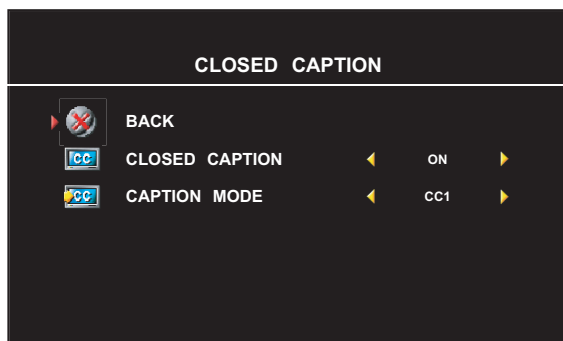 CLOSED CAPTION
BACK
CC CLOSED CAPTION ON
CC CAPTION MODE CC1